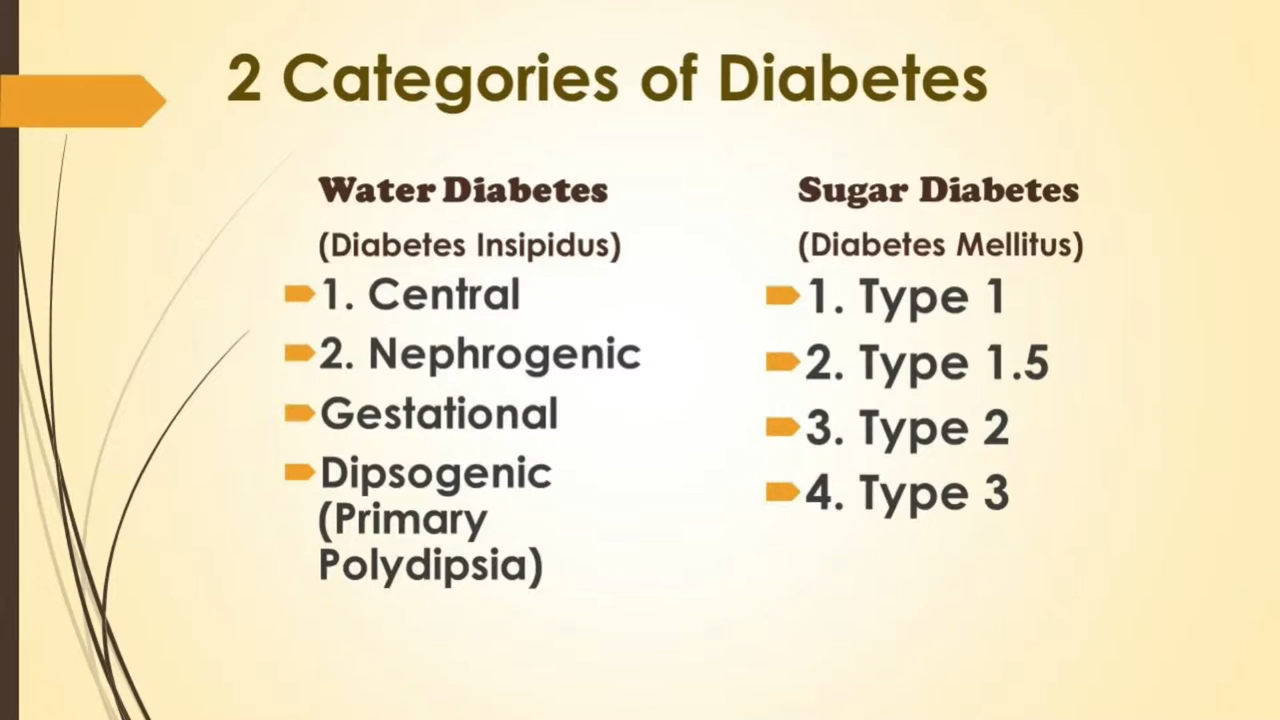 2 Categories of Diabetes
Water Diabetes
(Diabetes Insipidus)
1. Central
2. Nephrogenic
Gestational
Dipsogenic
(Primary
Polydipsia)
Sugar Diabetes
(Diabetes Mellitus)
1. Type 1
2. Type 1.5
3. Type 2
4. Type 3